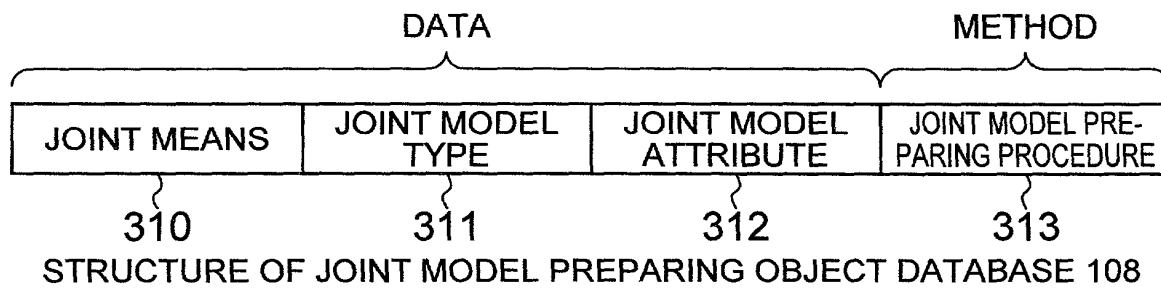 DATA METHOD
JOINT MEANS JOINT MODEL TYPE JOINT MODEL ATTRIBUTE JOINT MODEL PRE-PARING PROCEDURE
310 311 312 313
STRUCTURE OF JOINT MODEL PREPARING OBJECT DATABASE 108